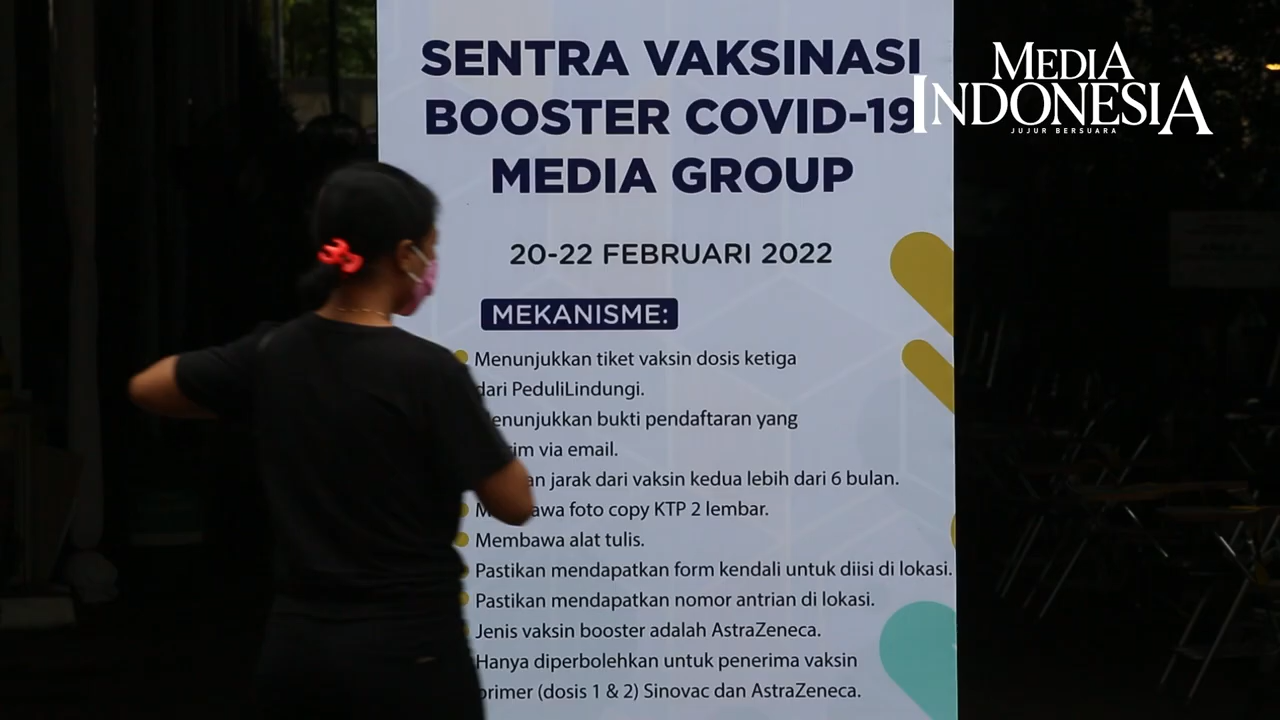 SENTRA VAKSINASI
BOOSTER COVID-19
MEDIA GROUP
MEDIA
INDONESIA
JUJUR BERSUARA
20-22 FEBRUARI 2022
MEKANISME:
Menunjukkan tiket vaksin dosis ketiga
dari PeduliLindungi.
Menunjukkan bukti pendaftaran yang
via email.
jarak dari vaksin kedua lebih dari 6 bulan.
Membawa foto copy KTP 2 lembar.
Membawa alat tulis.
Pastikan mendapatkan form kendali untuk diisi di lokasi.
Pastikan mendapatkan nomor antrian di lokasi.
Jenis vaksin booster adalah AstraZeneca.
Hanya diperbolehkan untuk penerima vaksin
primer (dosis 1 & 2) Sinovac dan AstraZeneca.